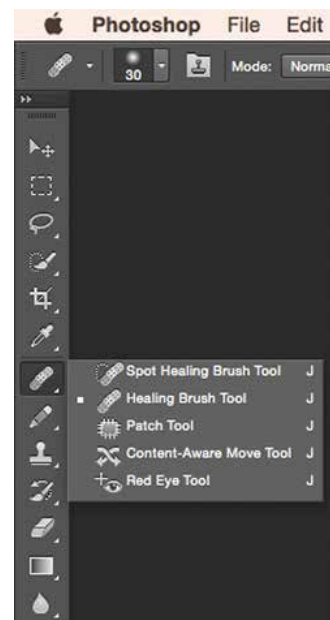 Photoshop File Edit
30 Mode: Norma
Spot Healing Brush Tool J
Healing Brush Tool J
Patch Tool J
Content-Aware Move Tool J
Red Eye Tool J